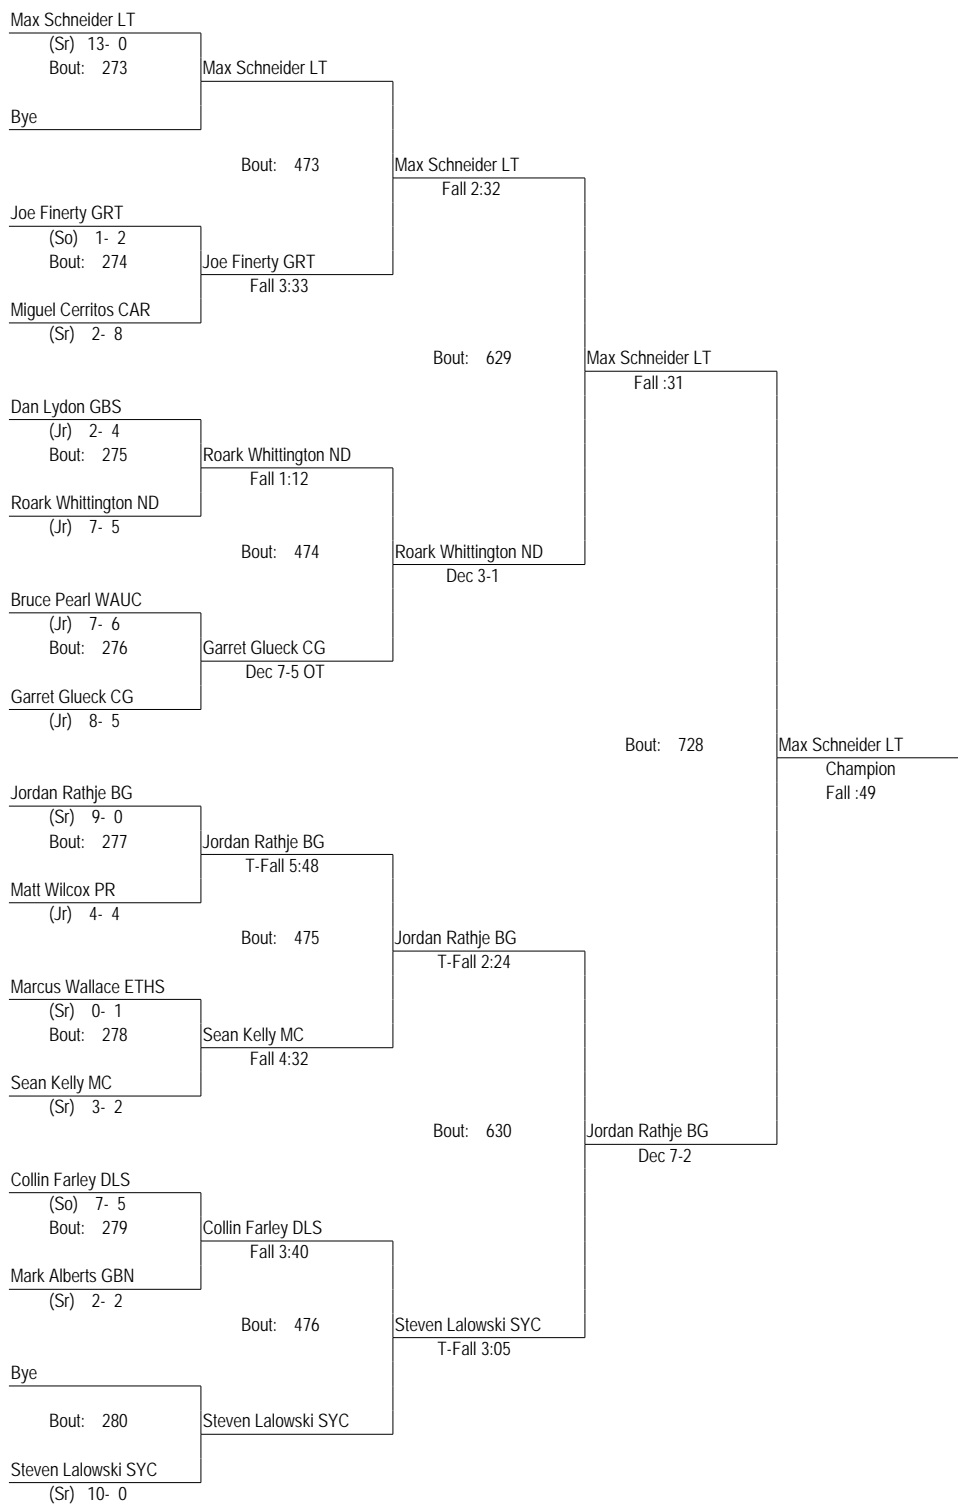 Max Schneider LT
(Sr) 13- 0
Bout: 273
Max Schneider LT
Bye
Bout: 473
Max Schneider LT
Fall 2:32
Joe Finerty GRT
(So) 1- 2
Bout: 274
Joe Finerty GRT
Fall 3:33
Miguel Cerritos CAR
(Sr) 2- 8
Bout: 629
Max Schneider LT
Fall :31
Dan Lydon GBS
(Jr) 2- 4
Bout: 275
Roark Whittington ND
Fall 1:12
Roark Whittington ND
(Jr) 7- 5
Bout: 474
Roark Whittington ND
Dec 3-1
Bruce Pearl WAUC
(Jr) 7- 6
Bout: 276
Garret Glueck CG
Dec 7-5 OT
Garret Glueck CG
(Jr) 8- 5
Bout: 728
Max Schneider LT
Champion
Fall :49
Jordan Rathje BG
(Sr) 9- 0
Bout: 277
Jordan Rathje BG
T-Fall 5:48
Matt Wilcox PR
(Jr) 4- 4
Bout: 475
Jordan Rathje BG
T-Fall 2:24
Marcus Wallace ETHS
(Sr) 0- 1
Bout: 278
Sean Kelly MC
Fall 4:32
Sean Kelly MC
(Sr) 3- 2
Bout: 630
Jordan Rathje BG
Dec 7-2
Collin Farley DLS
(So) 7- 5
Bout: 279
Collin Farley DLS
Fall 3:40
Mark Alberts GBN
(Sr) 2- 2
Bout: 476
Steven Lalowski SYC
T-Fall 3:05
Bye
Bout: 280
Steven Lalowski SYC
Steven Lalowski SYC
(Sr) 10- 0